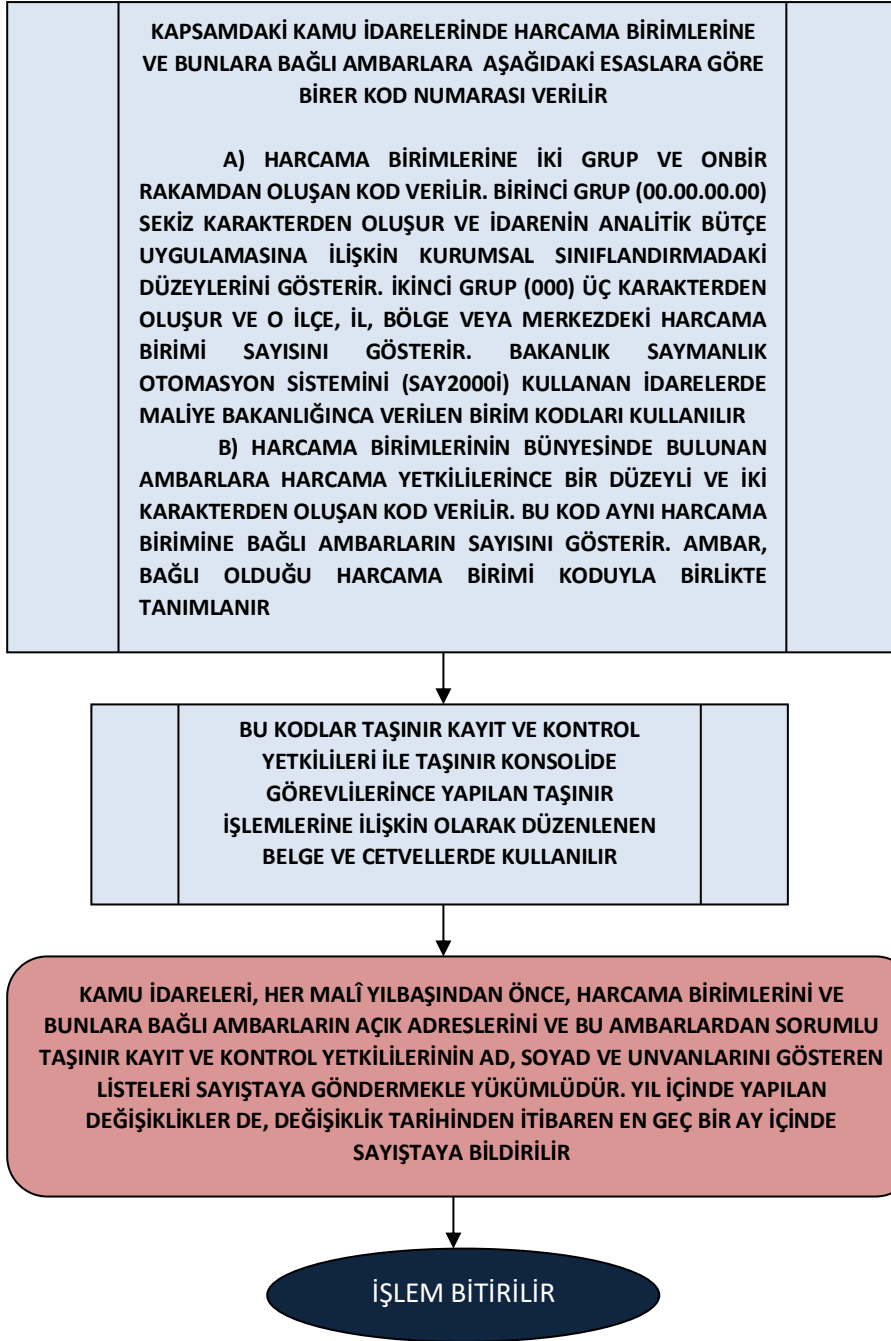 KAPSAMDAKİ KAMU İDARELERİNDE HARCAMA BİRİMLERİNE
VE BUNLARA BAĞLI AMBARLARA AŞAĞIDAKİ ESASLARA GÖRE
BİRER KOD NUMARASI VERİLİR
A) HARCAMA BİRİMLERİNE İKİ GRUP VE ONBİR
RAKAMDAN OLUŞAN KOD VERİLİR. BİRİNCİ GRUP (00.00.00.00)
SEKİZ KARAKTERDEN OLUŞUR VE İDARENİN ANALİTİK BÜTÇE
UYGULAMASINA İLİŞKİN KURUMSAL SINIFLANDIRMADAKİ
DÜZEYLERİNİ GÖSTERİR. İKİNCİ GRUP (000) ÜÇ KARAKTERDEN
OLUŞUR VE O İLÇE, İL, BÖLGE VEYA MERKEZDEKİ HARCAMA
BİRİMİ SAYISINI GÖSTERİR. BAKANLIK SAYMANLIK
OTOMASYON SİSTEMİNİ (SAY2000İ) KULLANAN İDARELERDE
MALİYE BAKANLIĞINCA VERİLEN BİRİM KODLARI KULLANILIR
B) HARCAMA BİRİMLERİNİN BÜNYESİNDE BULUNAN
AMBARLARA HARCAMA YETKİLİLERİNCE BİR DÜZEYLİ VE İKİ
KARAKTERDEN OLUŞAN KOD VERİLİR. BU KOD AYNI HARCAMA
BİRİMİNE BAĞLI AMBARLARIN SAYISINI GÖSTERİR. AMBAR,
BAĞLI OLDUĞU HARCAMA BİRİMİ KODUYLA BİRLİKTE
TANIMLANIR
BU KODLAR TAŞINIR KAYIT VE KONTROL
YETKİLİLERİ İLE TAŞINIR KONSOLİDE
GÖREVLİLERİNCE YAPILAN TAŞINIR
İŞLEMLERİNE İLİŞKİN OLARAK DÜZENLENEN
BELGE VE CETVELLERDE KULLANILIR
KAMU İDARELERİ, HER MALÎ YILBAŞINDAN ÖNCE, HARCAMA BİRİMLERİNİ VE
BUNLARA BAĞLI AMBARLARIN AÇIK ADRESLERİNİ VE BU AMBARLARDAN SORUMLU
TAŞINIR KAYIT VE KONTROL YETKİLİLERİNİN AD, SOYAD VE UNVANLARINI GÖSTEREN
LİSTELERİ SAYIŞTAYA GÖNDERMEKLE YÜKÜMLÜDÜR. YIL İÇİNDE YAPILAN
DEĞİŞİKLİKLER DE, DEĞİŞİKLİK TARİHİNDEN İTİBAREN EN GEÇ BİR AY İÇİNDE
SAYIŞTAYA BİLDİRİLİR
İŞLEM BİTİRİLİR